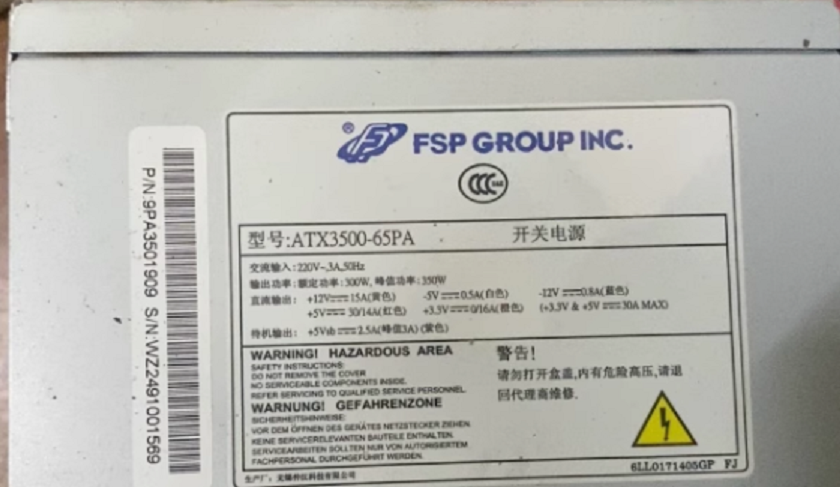 ® FSP GROUP INC.
CCC
型号:ATX3500-65PA 开关电源
交流输入:220V~,3A,50Hz
输出功率:额定功率:300W, 峰值功率:350W
直流输出: +12V 15A(黄色) -5V 0.5A(白色) -12V 0.8A(蓝色)
+5V 30/14A(红色) +3.3V 0/16A(橙色) (+3.3V & +5V 30A MAX)
待机输出: +5Vsb 2.5A(峰值3A) (紫色)
WARNING! HAZARDOUS AREA
SAFETY INSTRUCTIONS:
DO NOT REMOVE THE COVER
NO SERVICEABLE COMPONENTS INSIDE.
REFER SERVICING TO QUALIFIED SERVICE PERSONNEL.
WARNUNG! GEFAHRENZONE
SICHERHEITSHINWEISE:
VOR DEM ÖFFNEN DES GERÄTES NETZSTECKER ZIEHEN.
KEINE SERVICERELEVANTEN BAUTEILE ENTHALTEN.
SERVICEARBEITEN SOLLTEN NUR VON AUTORISIERTEM
FACHPERSONAL DURCHGEFÜHRT WERDEN.
警告!
请勿打开盒盖,内有危险高压,请退
回代理商维修.
6LL0171405GP FJ
生产厂:
P/N:9PA3501909 S/N:WZ2491001569